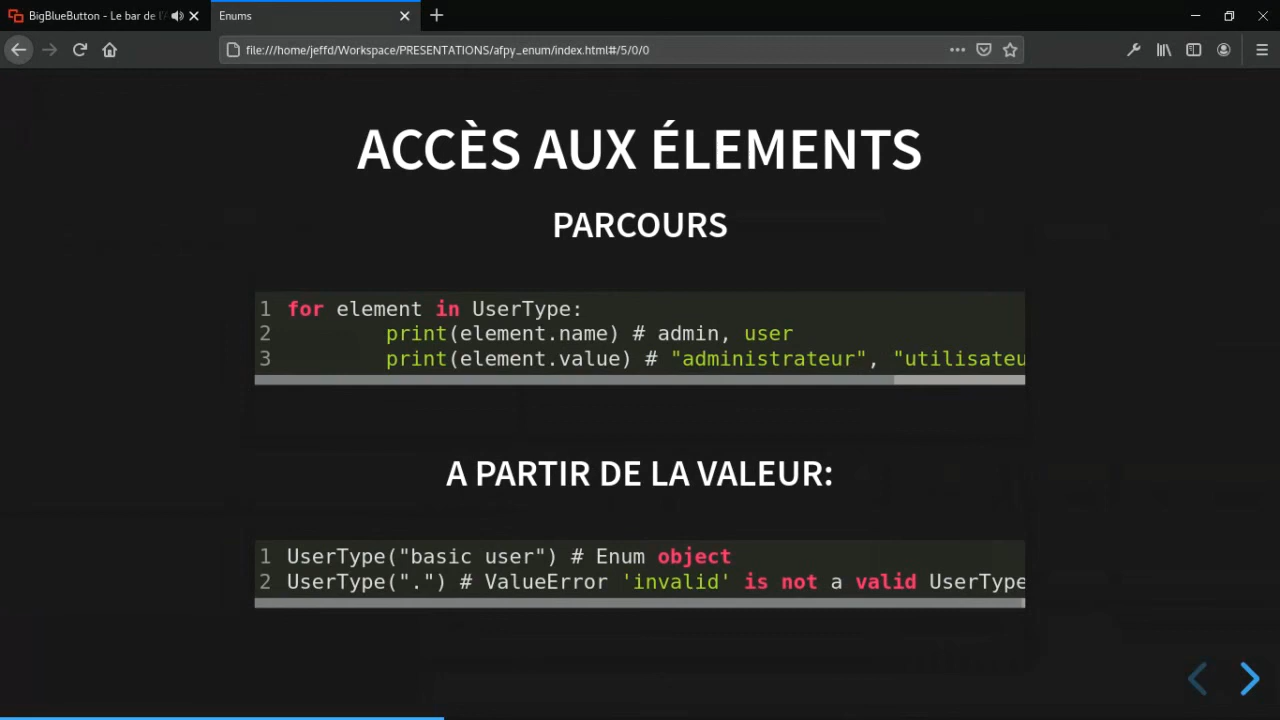 BigBlueButton - Le bar de l'
Enums
file:///home/jeffd/Workspace/PRESENTATIONS/afpy_enum/index.html#/5/0/0
ACCÈS AUX ÉLEMENTS
PARCOURS
1 for element in UserType:
2 print(element.name) # admin, user
3 print(element.value) # "administrateur", "utilisateu
A PARTIR DE LA VALEUR:
1 UserType("basic user") # Enum object
2 UserType(".") # ValueError 'invalid' is not a valid UserType